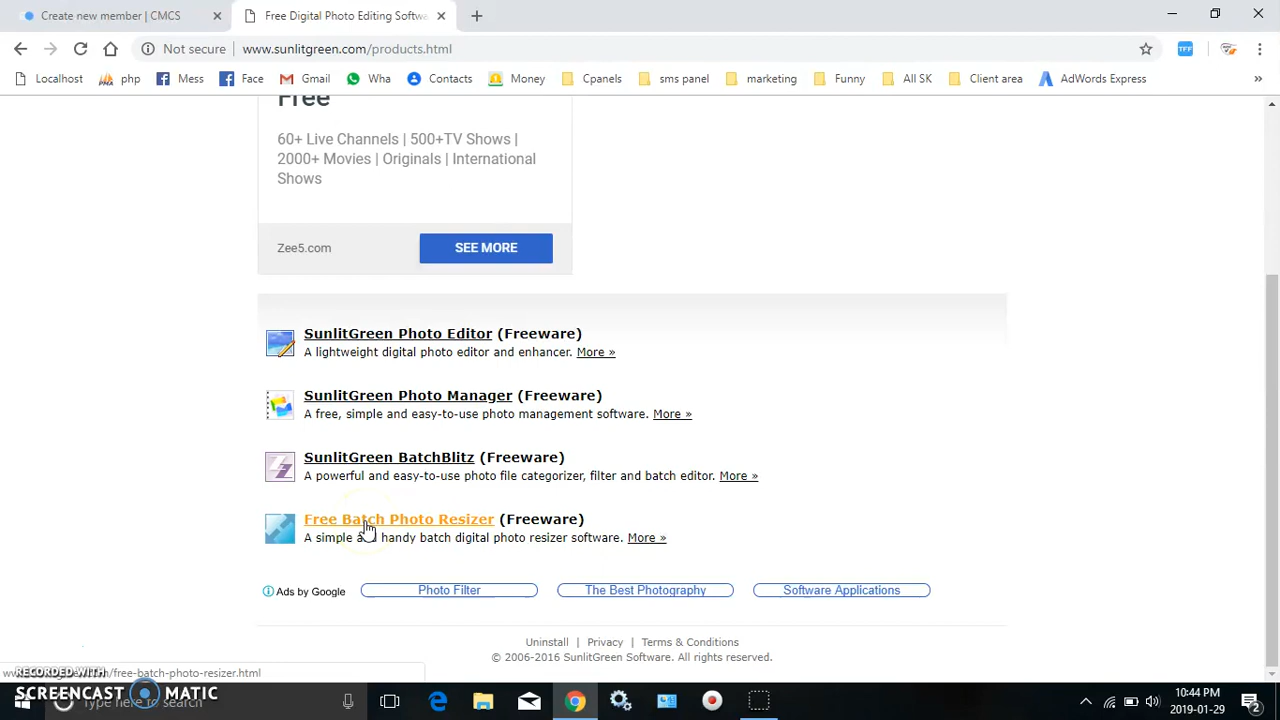 Create new member | CMCS
Free Digital Photo Editing Softwa
Not secure | www.sunlitgreen.com/products.html
Localhost php Mess Face Gmail Wha Contacts Money Cpanels sms panel marketing Funny All SK Client area AdWords Express »
Free
60+ Live Channels | 500+TV Shows |
2000+ Movies | Originals | International
Shows
Zee5.com SEE MORE
SunlitGreen Photo Editor (Freeware)
A lightweight digital photo editor and enhancer. More »
SunlitGreen Photo Manager (Freeware)
A free, simple and easy-to-use photo management software. More »
SunlitGreen BatchBlitz (Freeware)
A powerful and easy-to-use photo file categorizer, filter and batch editor. More »
Free Batch Photo Resizer (Freeware)
A simple handy batch digital photo resizer software. More »
Ads by Google Photo Filter The Best Photography Software Applications
Uninstall | Privacy | Terms & Conditions
© 2006-2016 SunlitGreen Software. All rights reserved.
/free-batch-photo-resizer.html
RECORDED WITH
SCREENCAST MATIC
Type here to search
10:44 PM
2019-01-29
2